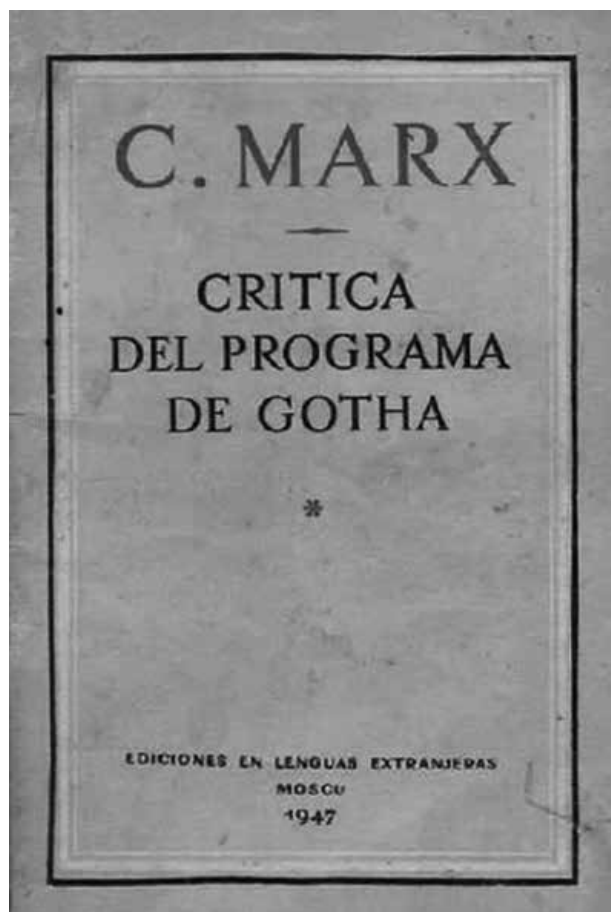 C. MARX
CRITICA
DEL PROGRAMA
DE GOTHA
*
EDICIONES EN LENGUAS EXTRANJERAS
MOSCU
1947